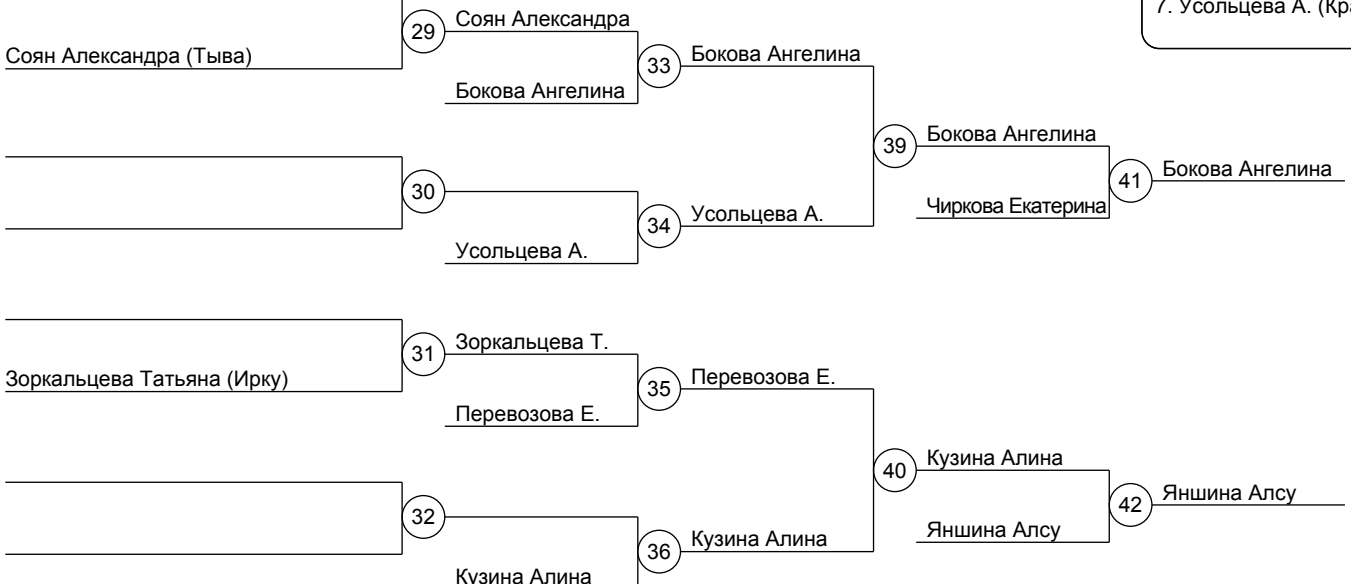 7. Усольцева А. (Кра
29 Соян Александра
Соян Александра (Тыва)
33 Бокова Ангелина
Бокова Ангелина
39 Бокова Ангелина
30
41 Бокова Ангелина
34 Усольцева А.
Чиркова Екатерина
Усольцева А.
31 Зоркальцева Т.
Зоркальцева Татьяна (Ирку)
35 Перевозова Е.
Перевозова Е.
40 Кузина Алина
32
42 Яншина Алсу
36 Кузина Алина
Яншина Алсу
Кузина Алина